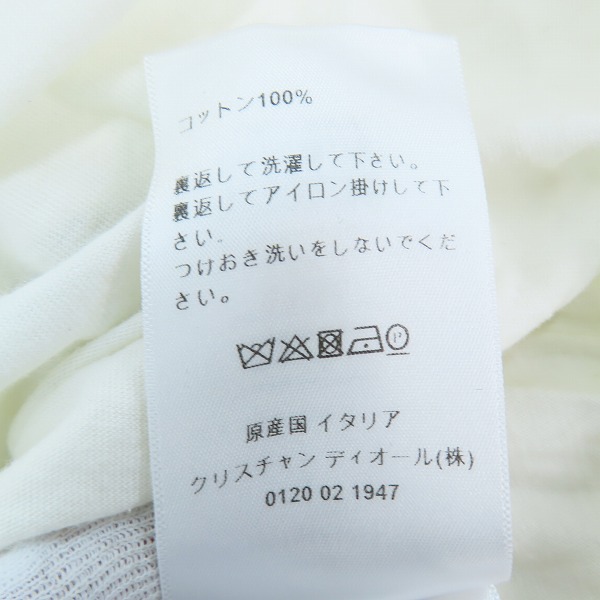 コットン100%
裏返して洗濯して下さい。
裏返してアイロン掛けして下
さい。
つけおき洗いをしないでくだ
さい。
P
原産国 イタリア
クリスチャン ディオール(株)
0120 02 1947